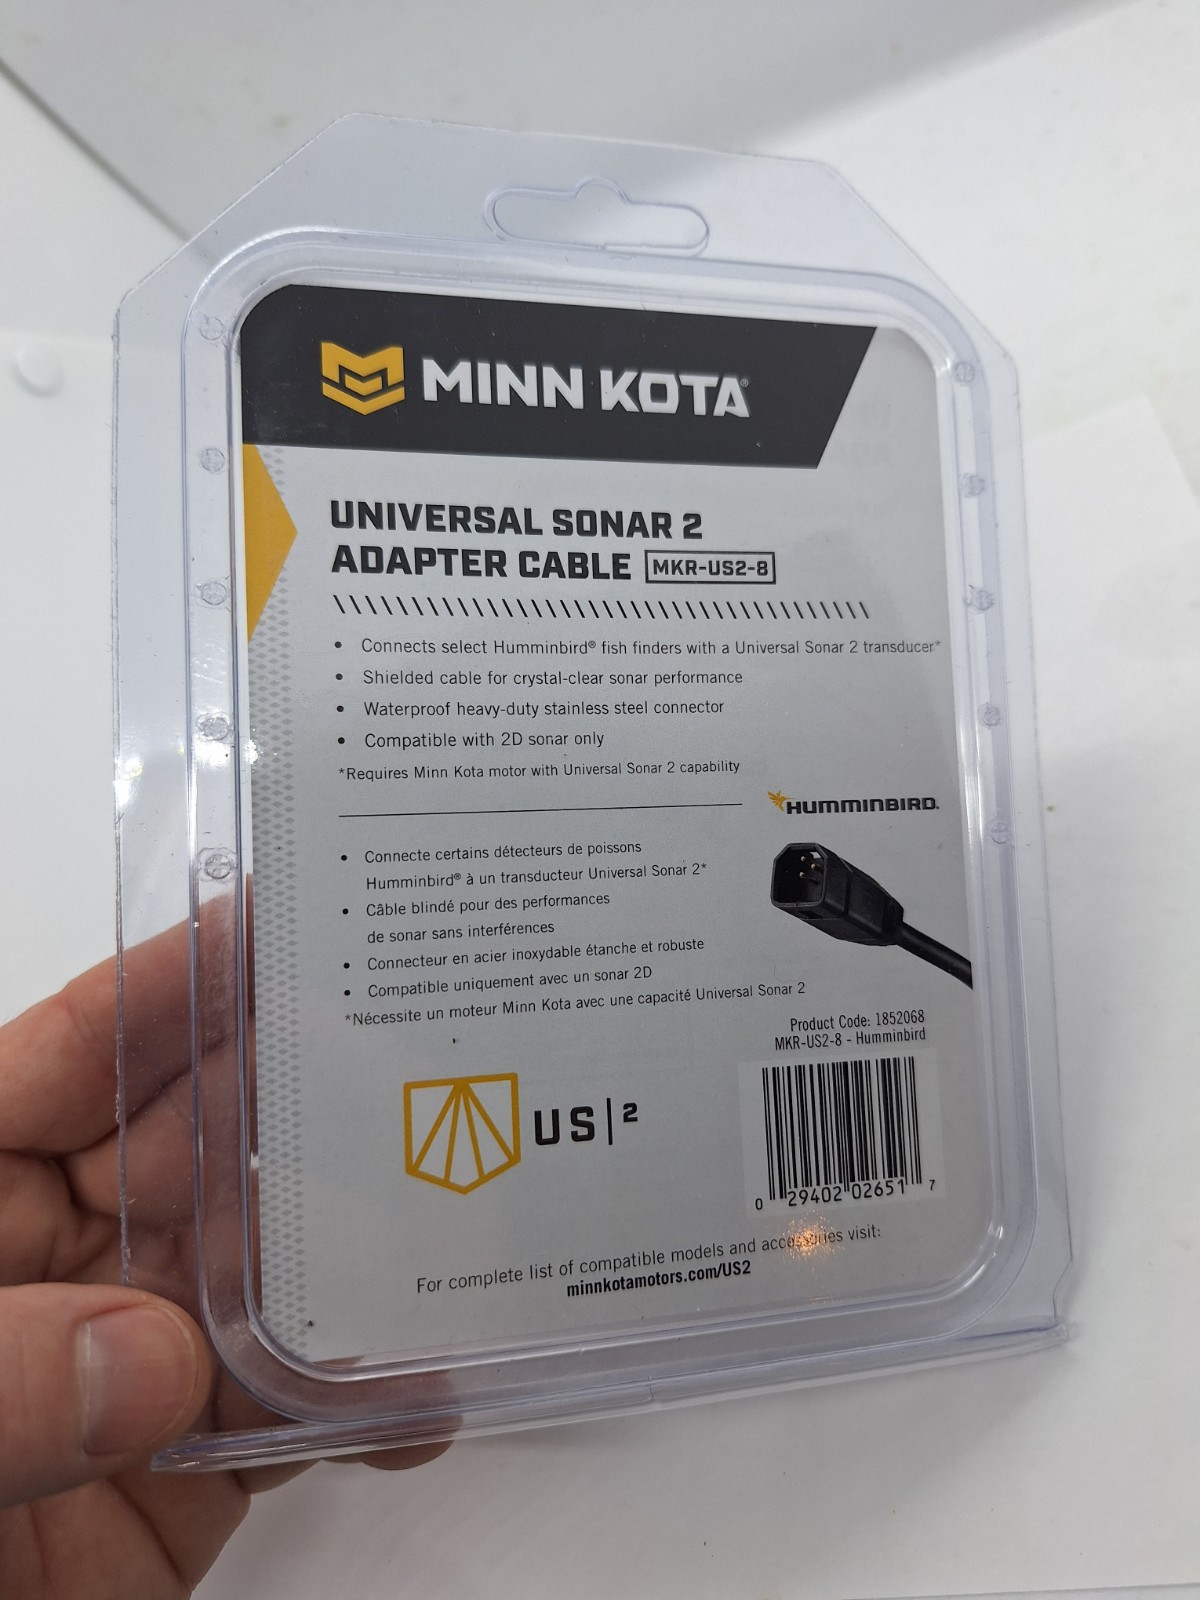 MINN KOTA®
UNIVERSAL SONAR 2
ADAPTER CABLE MKR-US2-8
• Connects select Humminbird® fish finders with a Universal Sonar 2 transducer*
• Shielded cable for crystal-clear sonar performance
• Waterproof heavy-duty stainless steel connector
• Compatible with 2D sonar only
*Requires Minn Kota motor with Universal Sonar 2 capability
HUMMINBIRD.
• Connecte certains détecteurs de poissons
Humminbird® à un transducteur Universal Sonar 2*
• Câble blindé pour des performances
de sonar sans interférences
• Connecteur en acier inoxydable étanche et robuste
• Compatible uniquement avec un sonar 2D
*Nécessite un moteur Minn Kota avec une capacité Universal Sonar 2
Product Code: 1852068
MKR-US2-8 - Humminbird
US|2
0 29402 02651 7
For complete list of compatible models and accessories visit:
minnkotamotors.com/US2